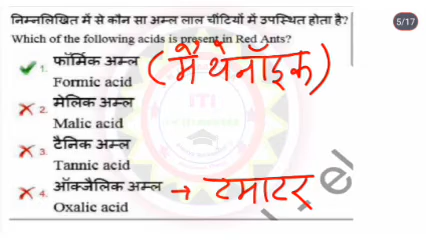 निम्नलिखित में से कौन सा अम्ल लाल चींटियों में उपस्थित होता है?
5/17
Which of the following acids is present in Red Ants?
1. फॉर्मिक अम्ल (मैथेनॉइक)
Formic acid
2. मेलिक अम्ल
Malic acid
3. टैनिक अम्ल
Tannic acid
4. ऑक्जैलिक अम्ल → टमाटर
Oxalic acid